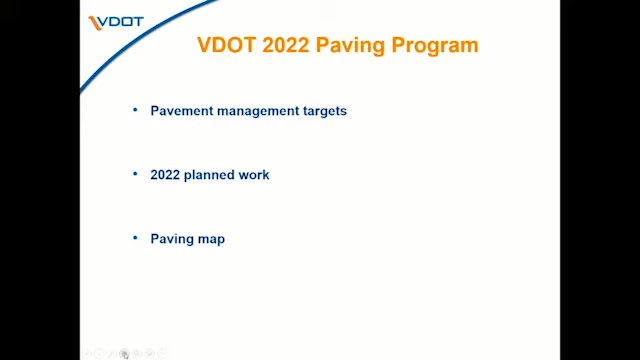 VDOT
VDOT 2022 Paving Program
• Pavement management targets
• 2022 planned work
• Paving map